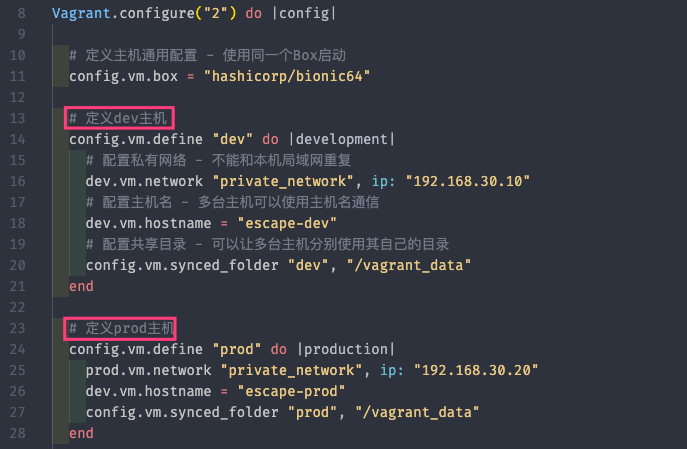 8 Vagrant.configure("2") do |config|
9
10 # 定义主机通用配置 - 使用同一个Box启动
11 config.vm.box = "hashicorp/bionic64"
12
13 # 定义dev主机
14 config.vm.define "dev" do |development|
15 # 配置私有网络 - 不能和本机局域网重复
16 dev.vm.network "private_network", ip: "192.168.30.10"
17 # 配置主机名 - 多台主机可以使用主机名通信
18 dev.vm.hostname = "escape-dev"
19 # 配置共享目录 - 可以让多台主机分别使用其自己的目录
20 config.vm.synced_folder "dev", "/vagrant_data"
21 end
22
23 # 定义prod主机
24 config.vm.define "prod" do |production|
25 prod.vm.network "private_network", ip: "192.168.30.20"
26 dev.vm.hostname = "escape-prod"
27 config.vm.synced_folder "prod", "/vagrant_data"
28 end